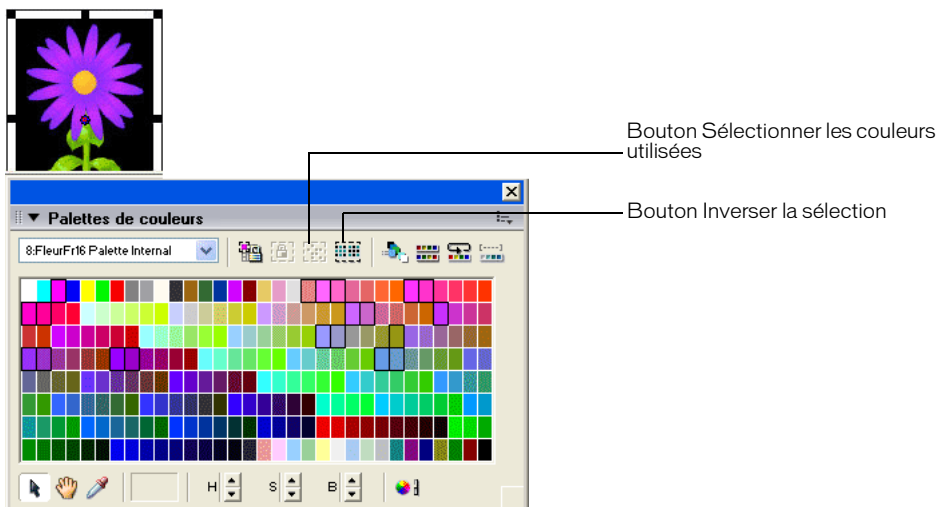 Bouton Sélectionner les couleurs
utilisées
Palettes de couleurs
Bouton Inverser la sélection
8:FleurFr16 Palette Internal
H S B